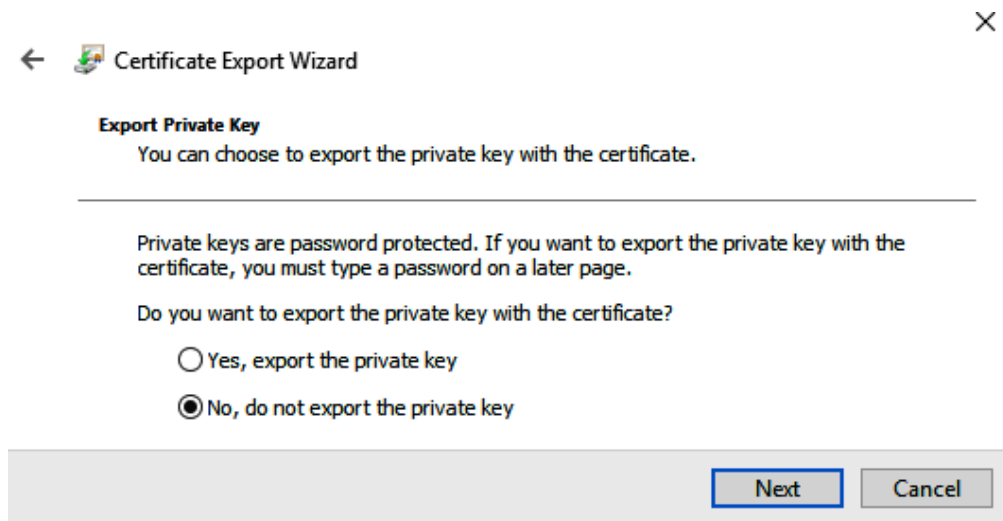 Certificate Export Wizard
Export Private Key
You can choose to export the private key with the certificate.
Private keys are password protected. If you want to export the private key with the
certificate, you must type a password on a later page.
Do you want to export the private key with the certificate?
Yes, export the private key
No, do not export the private key
Next
Cancel